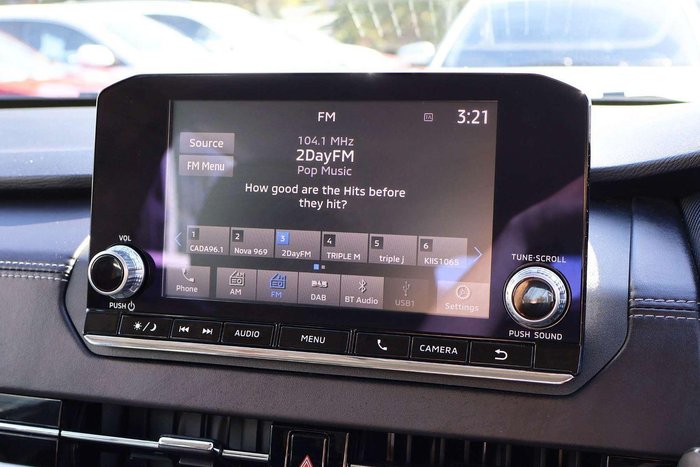 FM
3:21
Source
FM Menu
104.1 MHz
2DayFM
Pop Music
How good are the Hits before
they hit?
1 CADA96.1
2 Nova 969
3 2DayFM
4 TRIPLE M
5 triple j
6 KIIS1065
Phone
AM
FM
DAB
BT Audio
USB1
Settings
VOL
PUSH
TUNE·SCROLL
PUSH SOUND
AUDIO
MENU
CAMERA